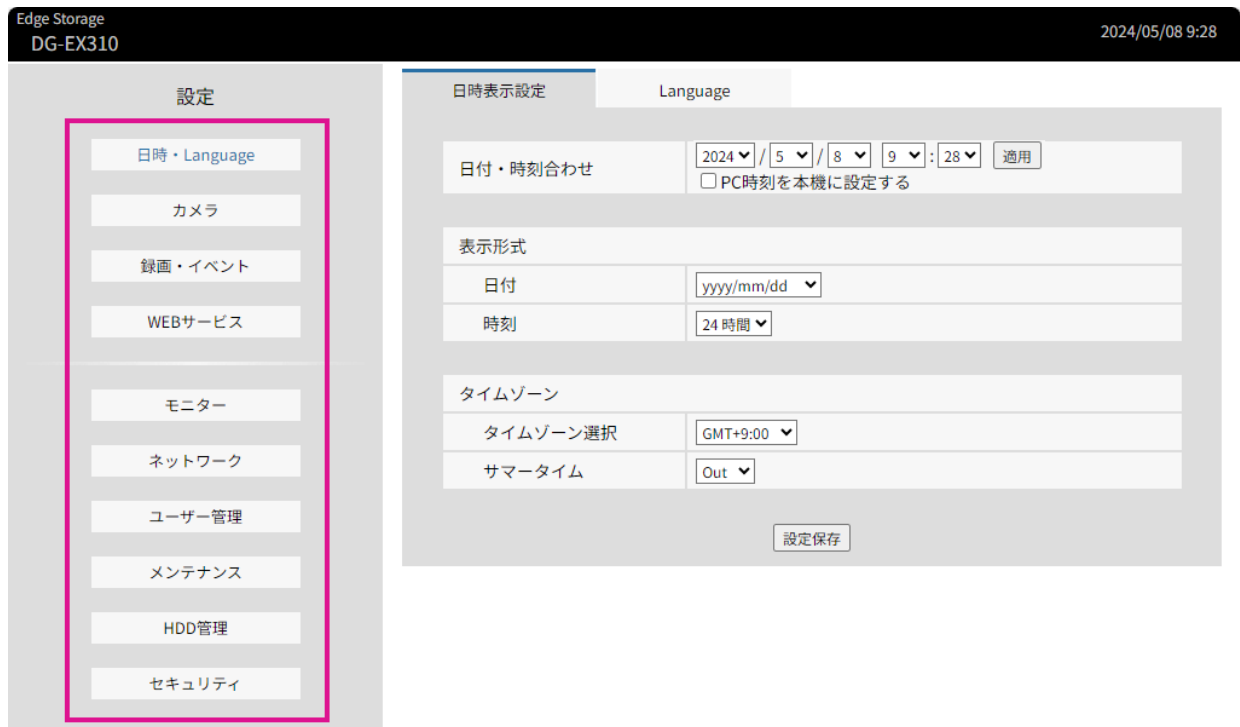 Edge Storage
DG-EX310
2024/05/08 9:28
設定
日時・Language
カメラ
録画・イベント
WEBサービス
モニター
ネットワーク
ユーザー管理
メンテナンス
HDD管理
セキュリティ
日時表示設定 Language
日付・時刻合わせ 2024 / 5 / 8 9 : 28 適用
PC時刻を本機に設定する
表示形式
日付 yyyy/mm/dd
時刻 24 時間
タイムゾーン
タイムゾーン選択 GMT+9:00
サマータイム Out
設定保存